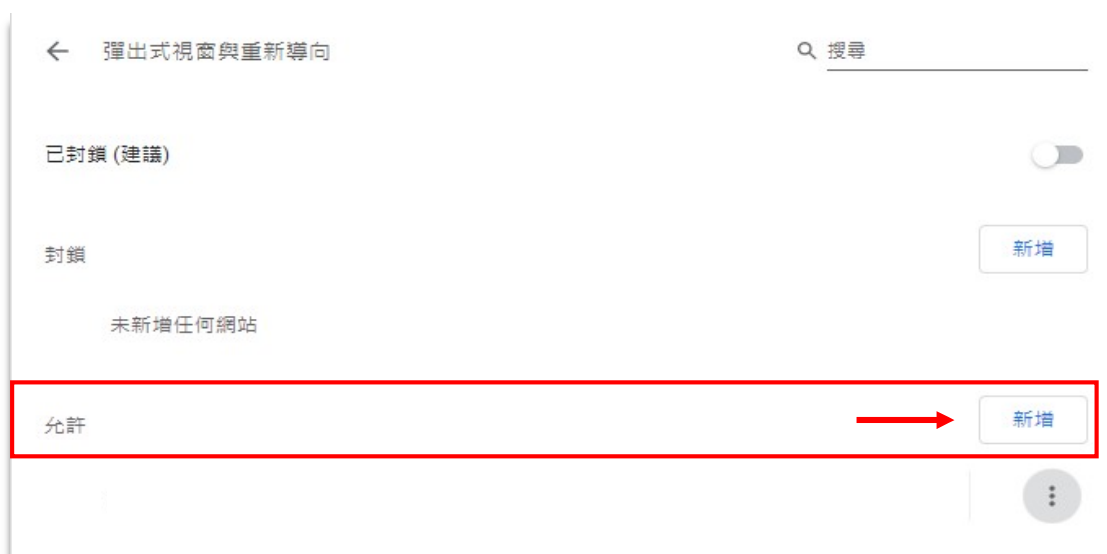 彈出式視窗與重新導向
搜尋
已封鎖 (建議)
封鎖
新增
未新增任何網站
允許
新增